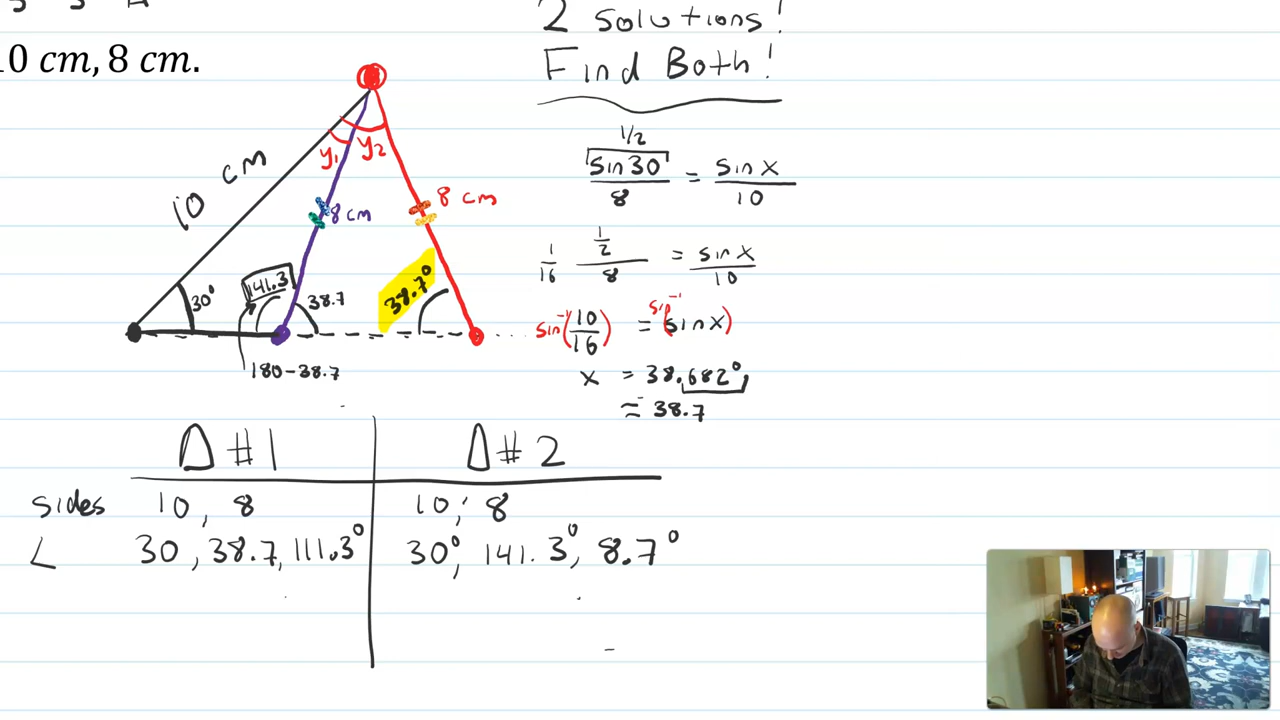 2 Solutions!
10 cm, 8 cm.
Find Both!
y₁ y₂
10 cm
8 cm
8 cm
30°
141.3
38.7
38.7°
180-38.7
1/2
sin30/8 = sin x/10
1/16 (1/2)/8 = sin x/10
sin⁻¹(10/16) = sin⁻¹(sin x)
x = 38.682°
≈ 38.7
Δ #1 Δ # 2
sides 10, 8 10, 8
∠ 30, 38.7, 111.3° 30°, 141.3°, 8.7°